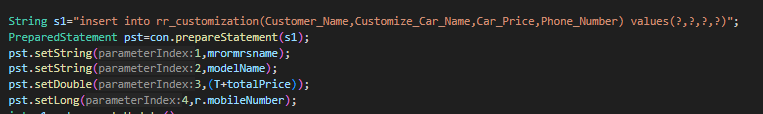 String s1="insert into rr_customization(Customer_Name,Customize_Car_Name,Car_Price,Phone_Number) values(?,?,?,?)";
PreparedStatement pst=con.prepareStatement(s1);
pst.setString(parameterIndex:1,mrormrsname);
pst.setString(parameterIndex:2,modelName);
pst.setDouble(parameterIndex:3,(T+totalPrice));
pst.setLong(parameterIndex:4,r.mobileNumber);